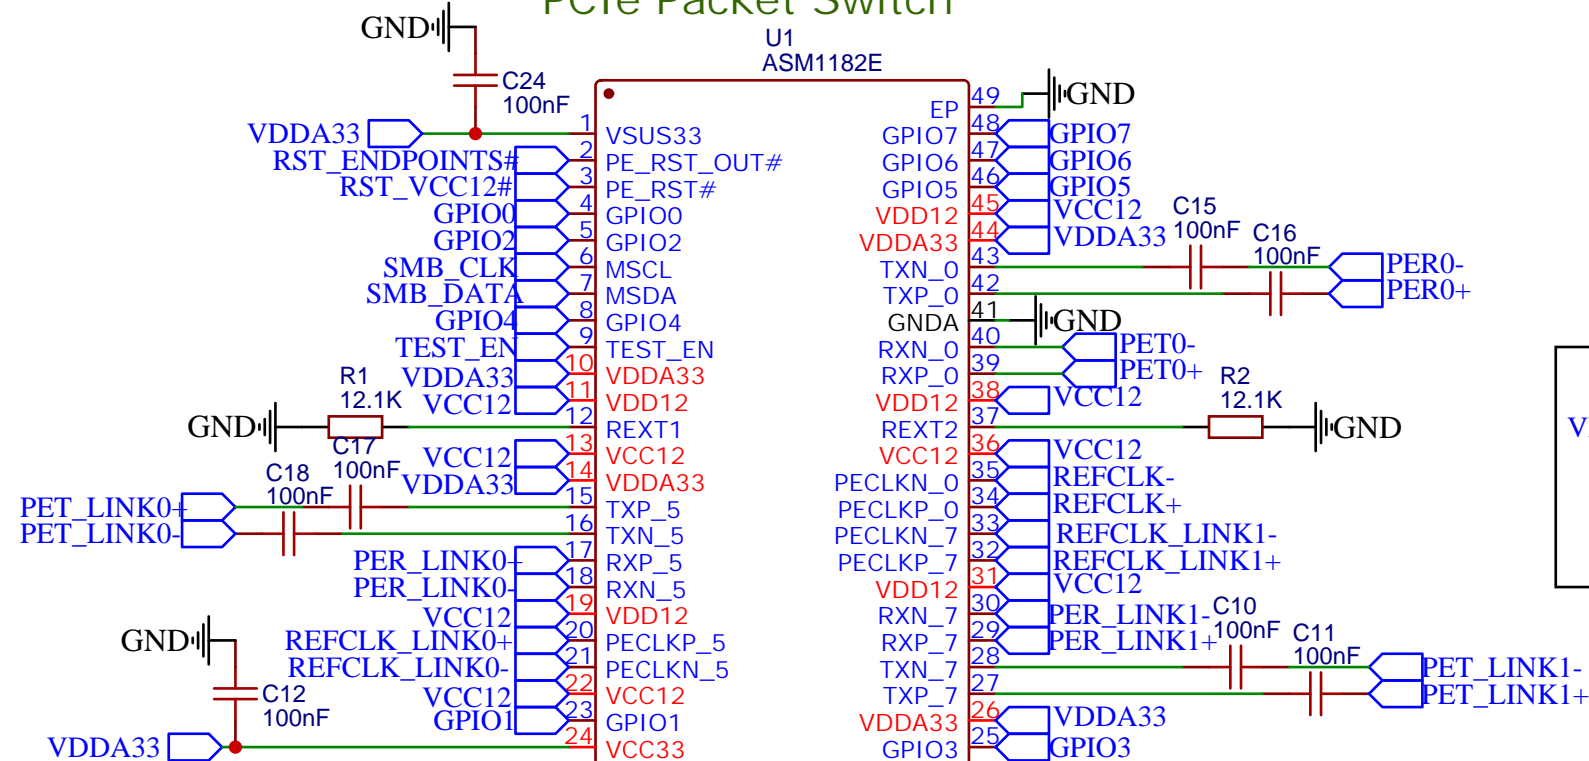 PCIe Packet Switch
U1
ASM1182E
GND
C24
100nF
VDDA33
1
VSUS33
RST_ENDPOINTS#
2
PE_RST_OUT#
RST_VCC12#
3
PE_RST#
GPIO0
4
GPIO0
GPIO2
5
GPIO2
SMB_CLK
6
MSCL
SMB_DATA
7
MSDA
GPIO4
8
GPIO4
TEST_EN
9
TEST_EN
VDDA33
10
VDDA33
VCC12
11
VDD12
GND
R1
12.1K
12
REXT1
VCC12
13
VCC12
VDDA33
14
VDDA33
C17
100nF
C18
100nF
PET_LINK0+
15
TXP_5
PET_LINK0-
16
TXN_5
PER_LINK0+
17
RXP_5
PER_LINK0-
18
RXN_5
VCC12
19
VDD12
REFCLK_LINK0+
20
PECLKP_5
REFCLK_LINK0-
21
PECLKN_5
VCC12
22
VCC12
GPIO1
23
GPIO1
GND
C12
100nF
VDDA33
24
VCC33
EP
49
GND
GPIO7
48
GPIO7
GPIO6
47
GPIO6
GPIO5
46
GPIO5
VDD12
45
VCC12
VDDA33
44
VDDA33
C15
100nF
C16
100nF
TXN_0
43
PER0-
TXP_0
42
PER0+
GNDA
41
GND
RXN_0
40
PET0-
RXP_0
39
PET0+
VDD12
38
VCC12
REXT2
37
R2
12.1K
GND
VCC12
36
VCC12
PECLKN_0
35
REFCLK-
PECLKP_0
34
REFCLK+
PECLKN_7
33
REFCLK_LINK1-
PECLKP_7
32
REFCLK_LINK1+
VDD12
31
VCC12
RXN_7
30
PER_LINK1-
RXP_7
29
PER_LINK1+
C10
100nF
C11
100nF
TXN_7
28
PET_LINK1-
TXP_7
27
PET_LINK1+
VDDA33
26
VDDA33
GPIO3
25
GPIO3